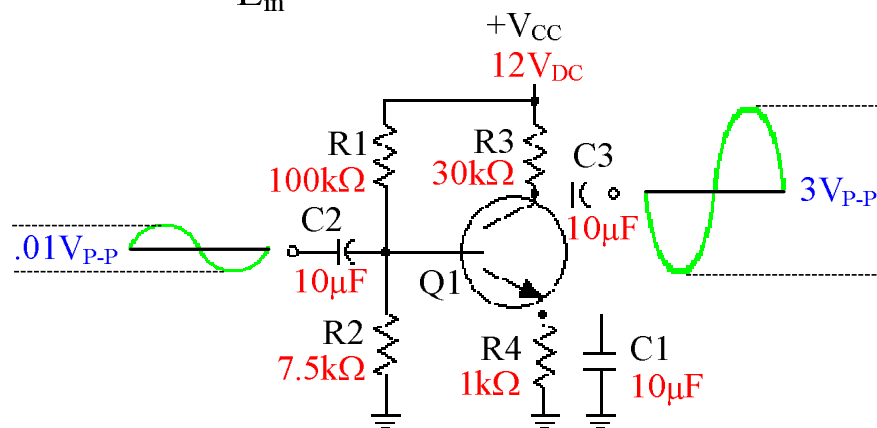 Ein
+VCC
12VDC
R1
100kΩ
R3
30kΩ
C3
10μF
3VP-P
.01VP-P
C2
10μF
Q1
R2
7.5kΩ
R4
1kΩ
C1
10μF